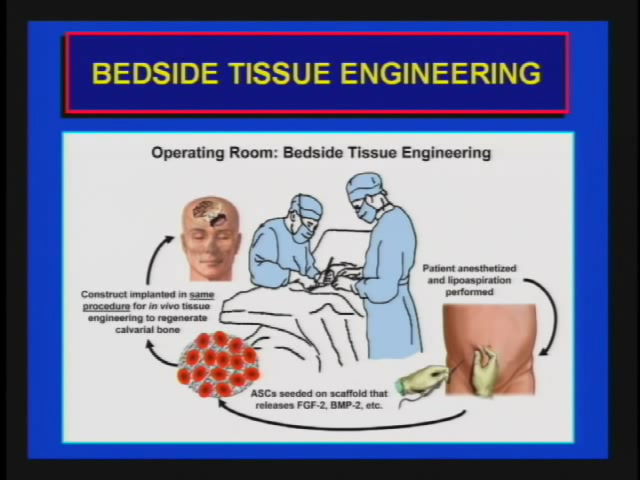 BEDSIDE TISSUE ENGINEERING
Operating Room: Bedside Tissue Engineering
Patient anesthetized
and lipoaspiration
performed
Construct implanted in same
procedure for in vivo tissue
engineering to regenerate
calvarial bone
ASCs seeded on scaffold that
releases FGF-2, BMP-2, etc.